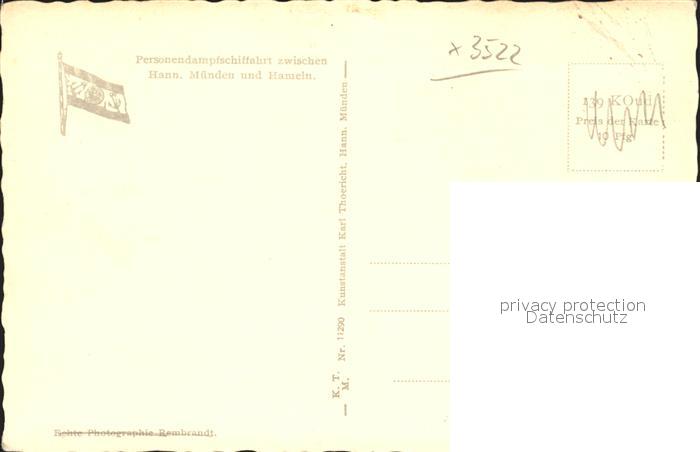 Personendampfschiffahrt zwischen
Hann. Münden und Hameln.
x 3522
139
Preis der Karte
10 Pfg
K. T. M. Nr. 11290 Kunstanstalt Karl Thoericht, Hann. Münden
privacy protection
Datenschutz
Echte Photographie Rembrandt.